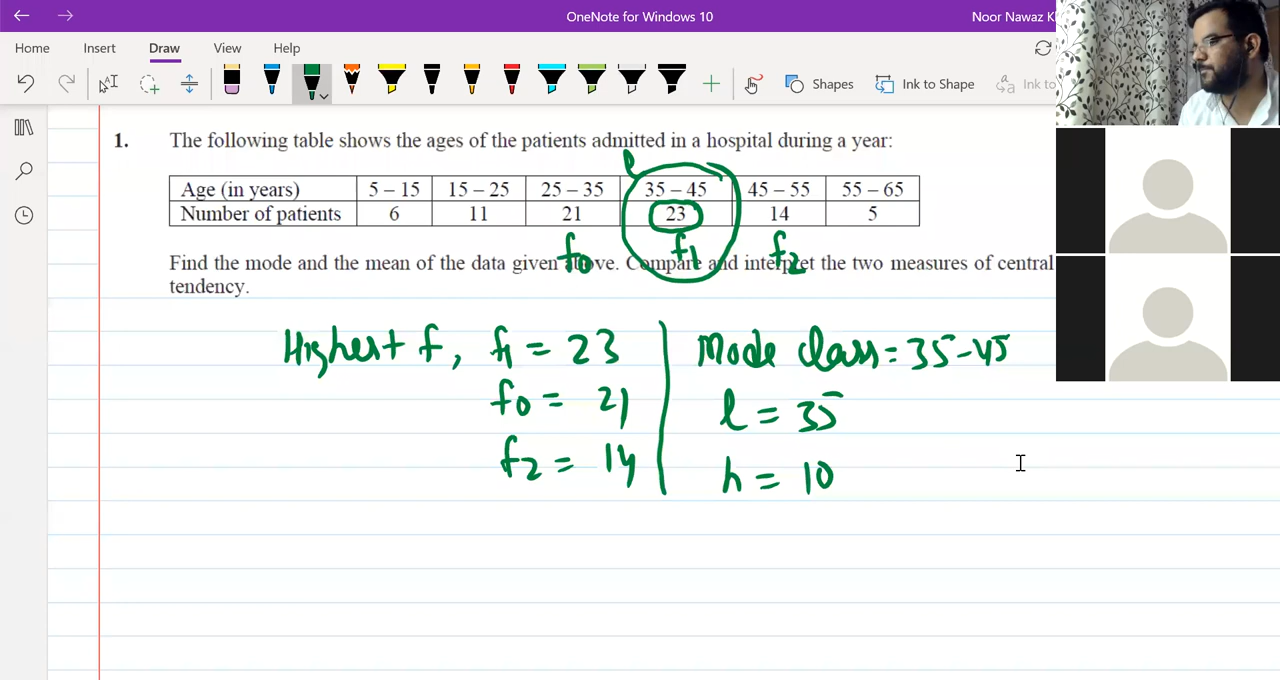 OneNote for Windows 10
Noor Nawaz K
Home Insert Draw View Help
Shapes Ink to Shape Ink to
1. The following table shows the ages of the patients admitted in a hospital during a year:
Age (in years) 5 – 15 15 – 25 25 – 35 35 – 45 45 – 55 55 – 65
Number of patients 6 11 21 23 14 5
l
f0 f1 f2
Find the mode and the mean of the data given above. Compare and interpret the two measures of central
tendency.
Highest f, f1 = 23
f0 = 21
f2 = 14
Mode class = 35-45
l = 35
h = 10